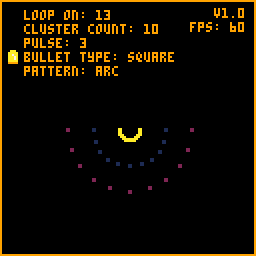 LOOP ON: 13
V1.0
CLUSTER COUNT: 10
FPS: 60
PULSE: 3
BULLET TYPE: SQUARE
PATTERN: ARC